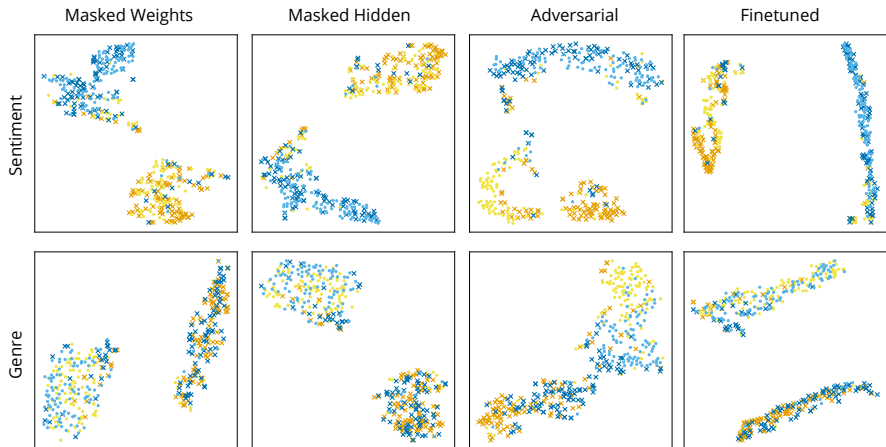 Masked Weights Masked Hidden Adversarial Finetuned
Sentiment
Genre